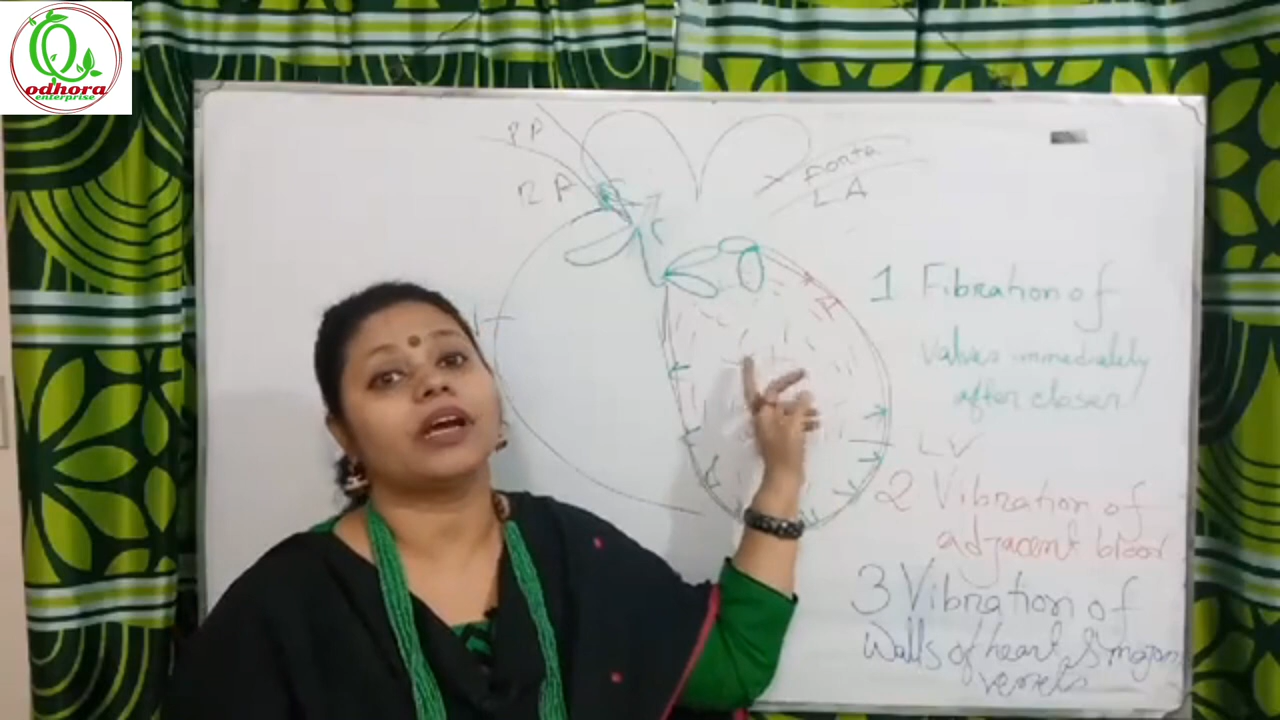 odhora
enterprise
PA
RA
Aorta
LA
1 Fibration of
valves immediately
after closer
LV
2 Vibration of
adjacent blood
3 Vibration of
Walls of heart & major
vessels